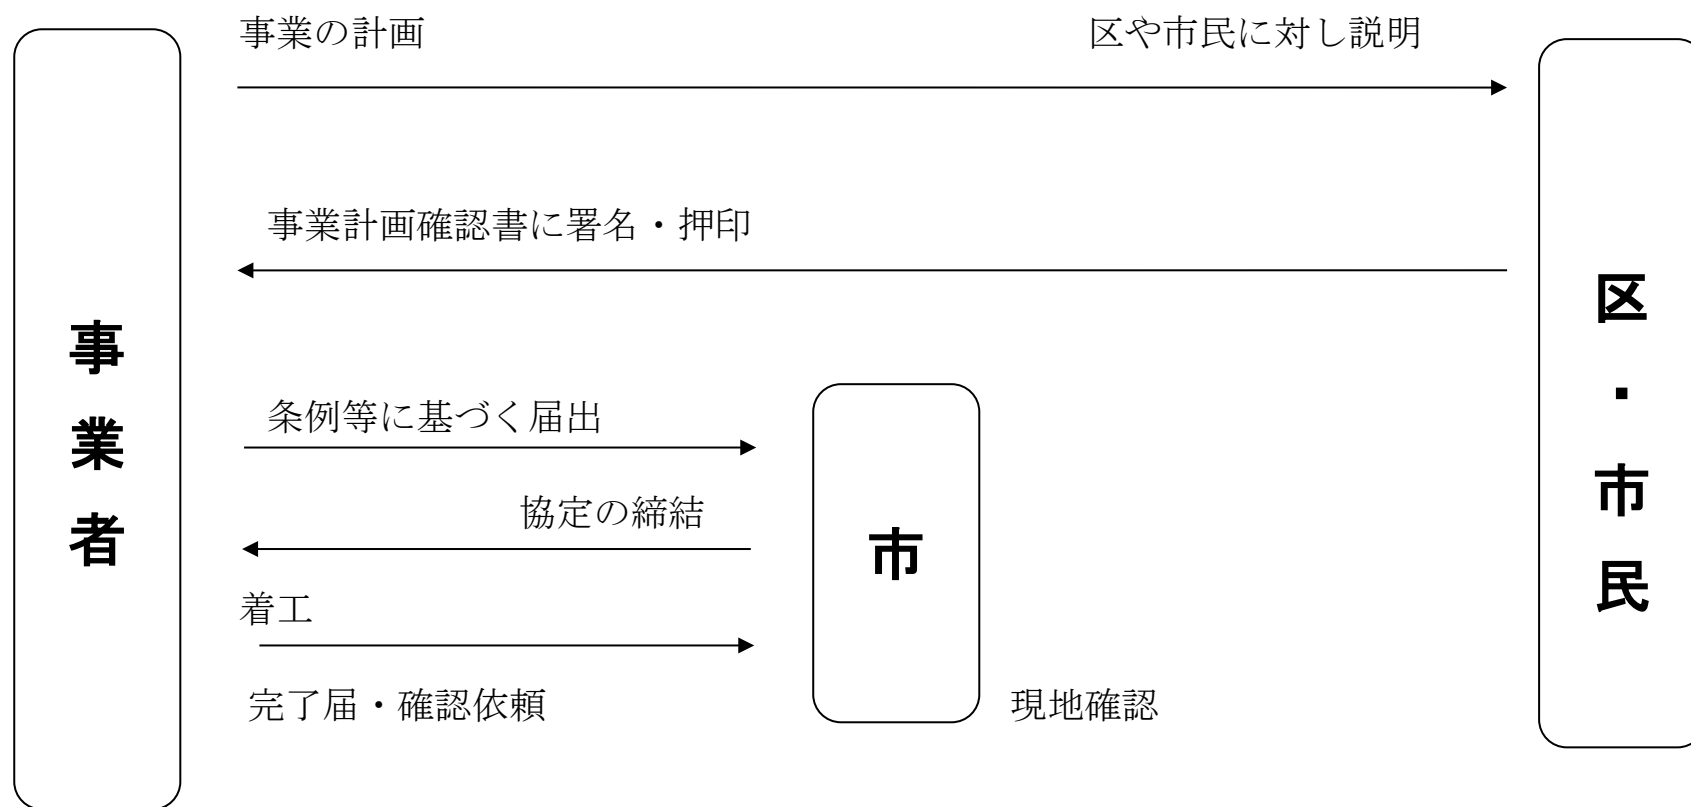 事業の計画
区や市民に対し説明
事業計画確認書に署名・押印
事業者
区・市民
条例等に基づく届出
協定の締結
市
着工
完了届・確認依頼
現地確認